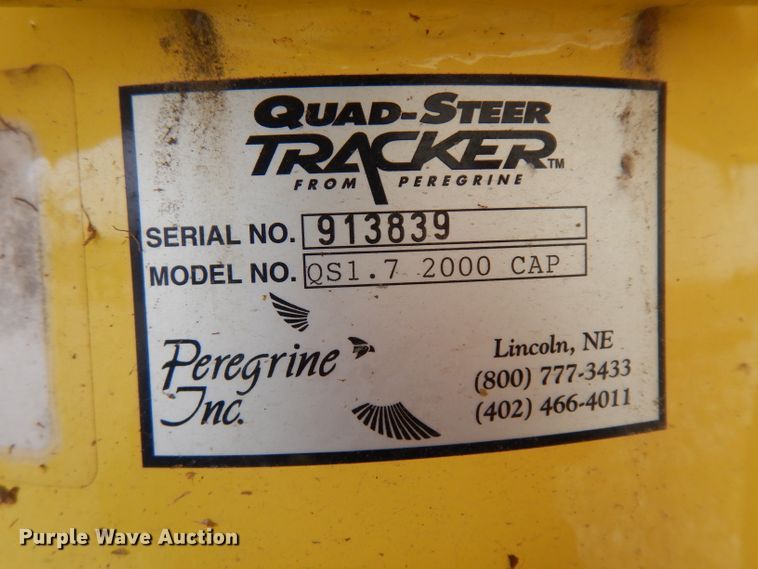 QUAD-STEER
TRACKER™
FROM PEREGRINE
SERIAL NO. 913839
MODEL NO. QS1.7 2000 CAP
Peregrine
Inc.
Lincoln, NE
(800) 777-3433
(402) 466-4011
Purple Wave Auction